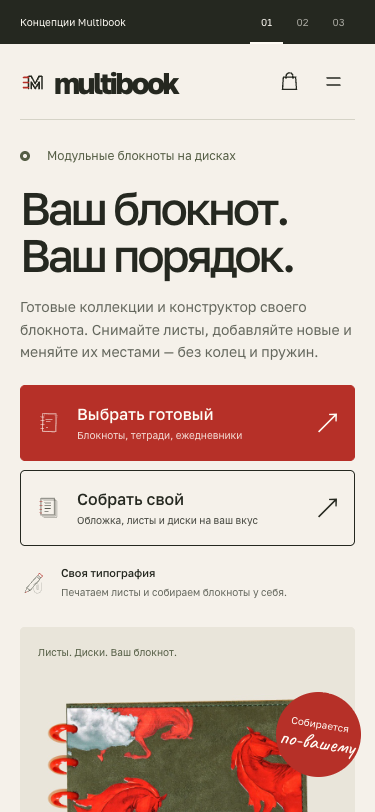 Концепции Multibook
01 02 03
multibook
Модульные блокноты на дисках
Ваш блокнот.
Ваш порядок.
Готовые коллекции и конструктор своего
блокнота. Снимайте листы, добавляйте новые и
меняйте их местами — без колец и пружин.
Выбрать готовый
Блокноты, тетради, ежедневники
Собрать свой
Обложка, листы и диски на ваш вкус
Своя типография
Печатаем листы и собираем блокноты у себя.
Листы. Диски. Ваш блокнот.
Собирается
по-вашему